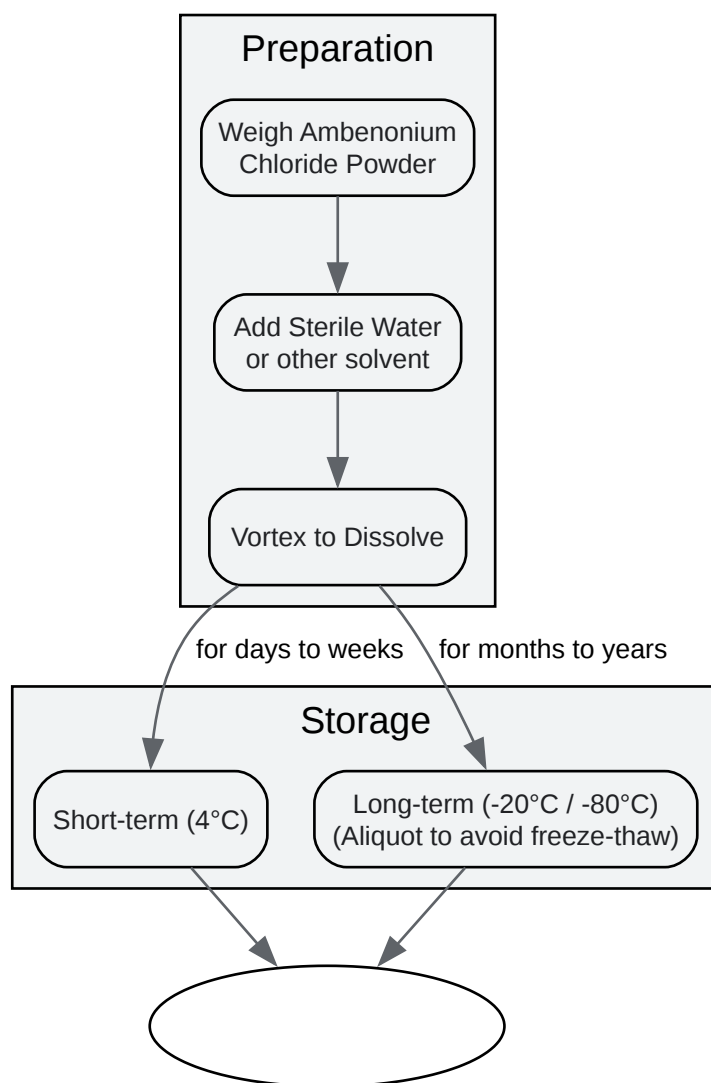 Preparation
Weigh Ambenonium
Chloride Powder
Add Sterile Water
or other solvent
Vortex to Dissolve
for days to weeks
for months to years
Storage
Short-term (4°C)
Long-term (-20°C / -80°C)
(Aliquot to avoid freeze-thaw)